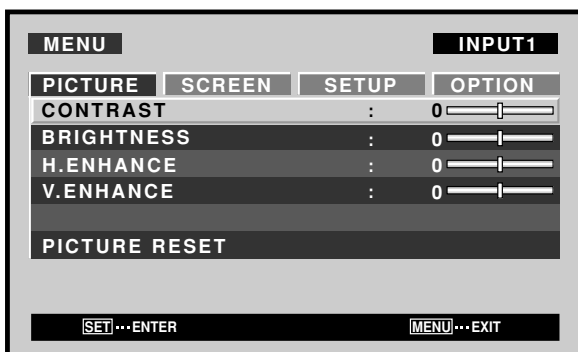 MENU INPUT1
PICTURE SCREEN SETUP OPTION
CONTRAST : 0
BRIGHTNESS : 0
H.ENHANCE : 0
V.ENHANCE : 0
PICTURE RESET
SET···ENTER MENU···EXIT